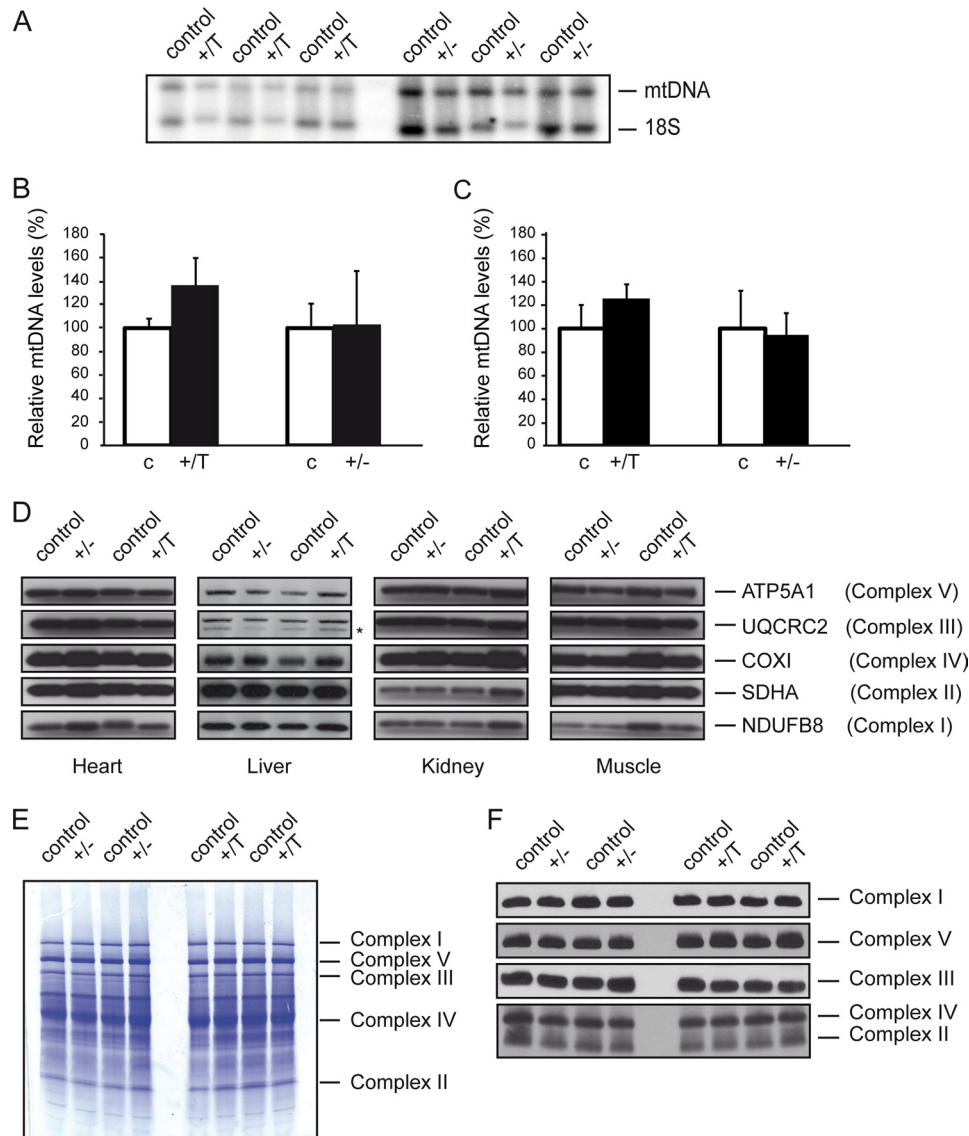 A
control +/T control +/T control +/T control +/- control +/- control +/-
mtDNA
18S
B
Relative mtDNA levels (%)
180
160
140
120
100
80
60
40
20
0
c +/T c +/-
C
Relative mtDNA levels (%)
180
160
140
120
100
80
60
40
20
0
c +/T c +/-
D
control +/- control +/T control +/- control +/T control +/- control +/T control +/- control +/T
ATP5A1 (Complex V)
* UQCRC2 (Complex III)
COXI (Complex IV)
SDHA (Complex II)
NDUFB8 (Complex I)
Heart Liver Kidney Muscle
E
control +/- control +/- control +/T control +/T
Complex I
Complex V
Complex III
Complex IV
Complex II
F
control +/- control +/- control +/T control +/T
Complex I
Complex V
Complex III
Complex IV
Complex II